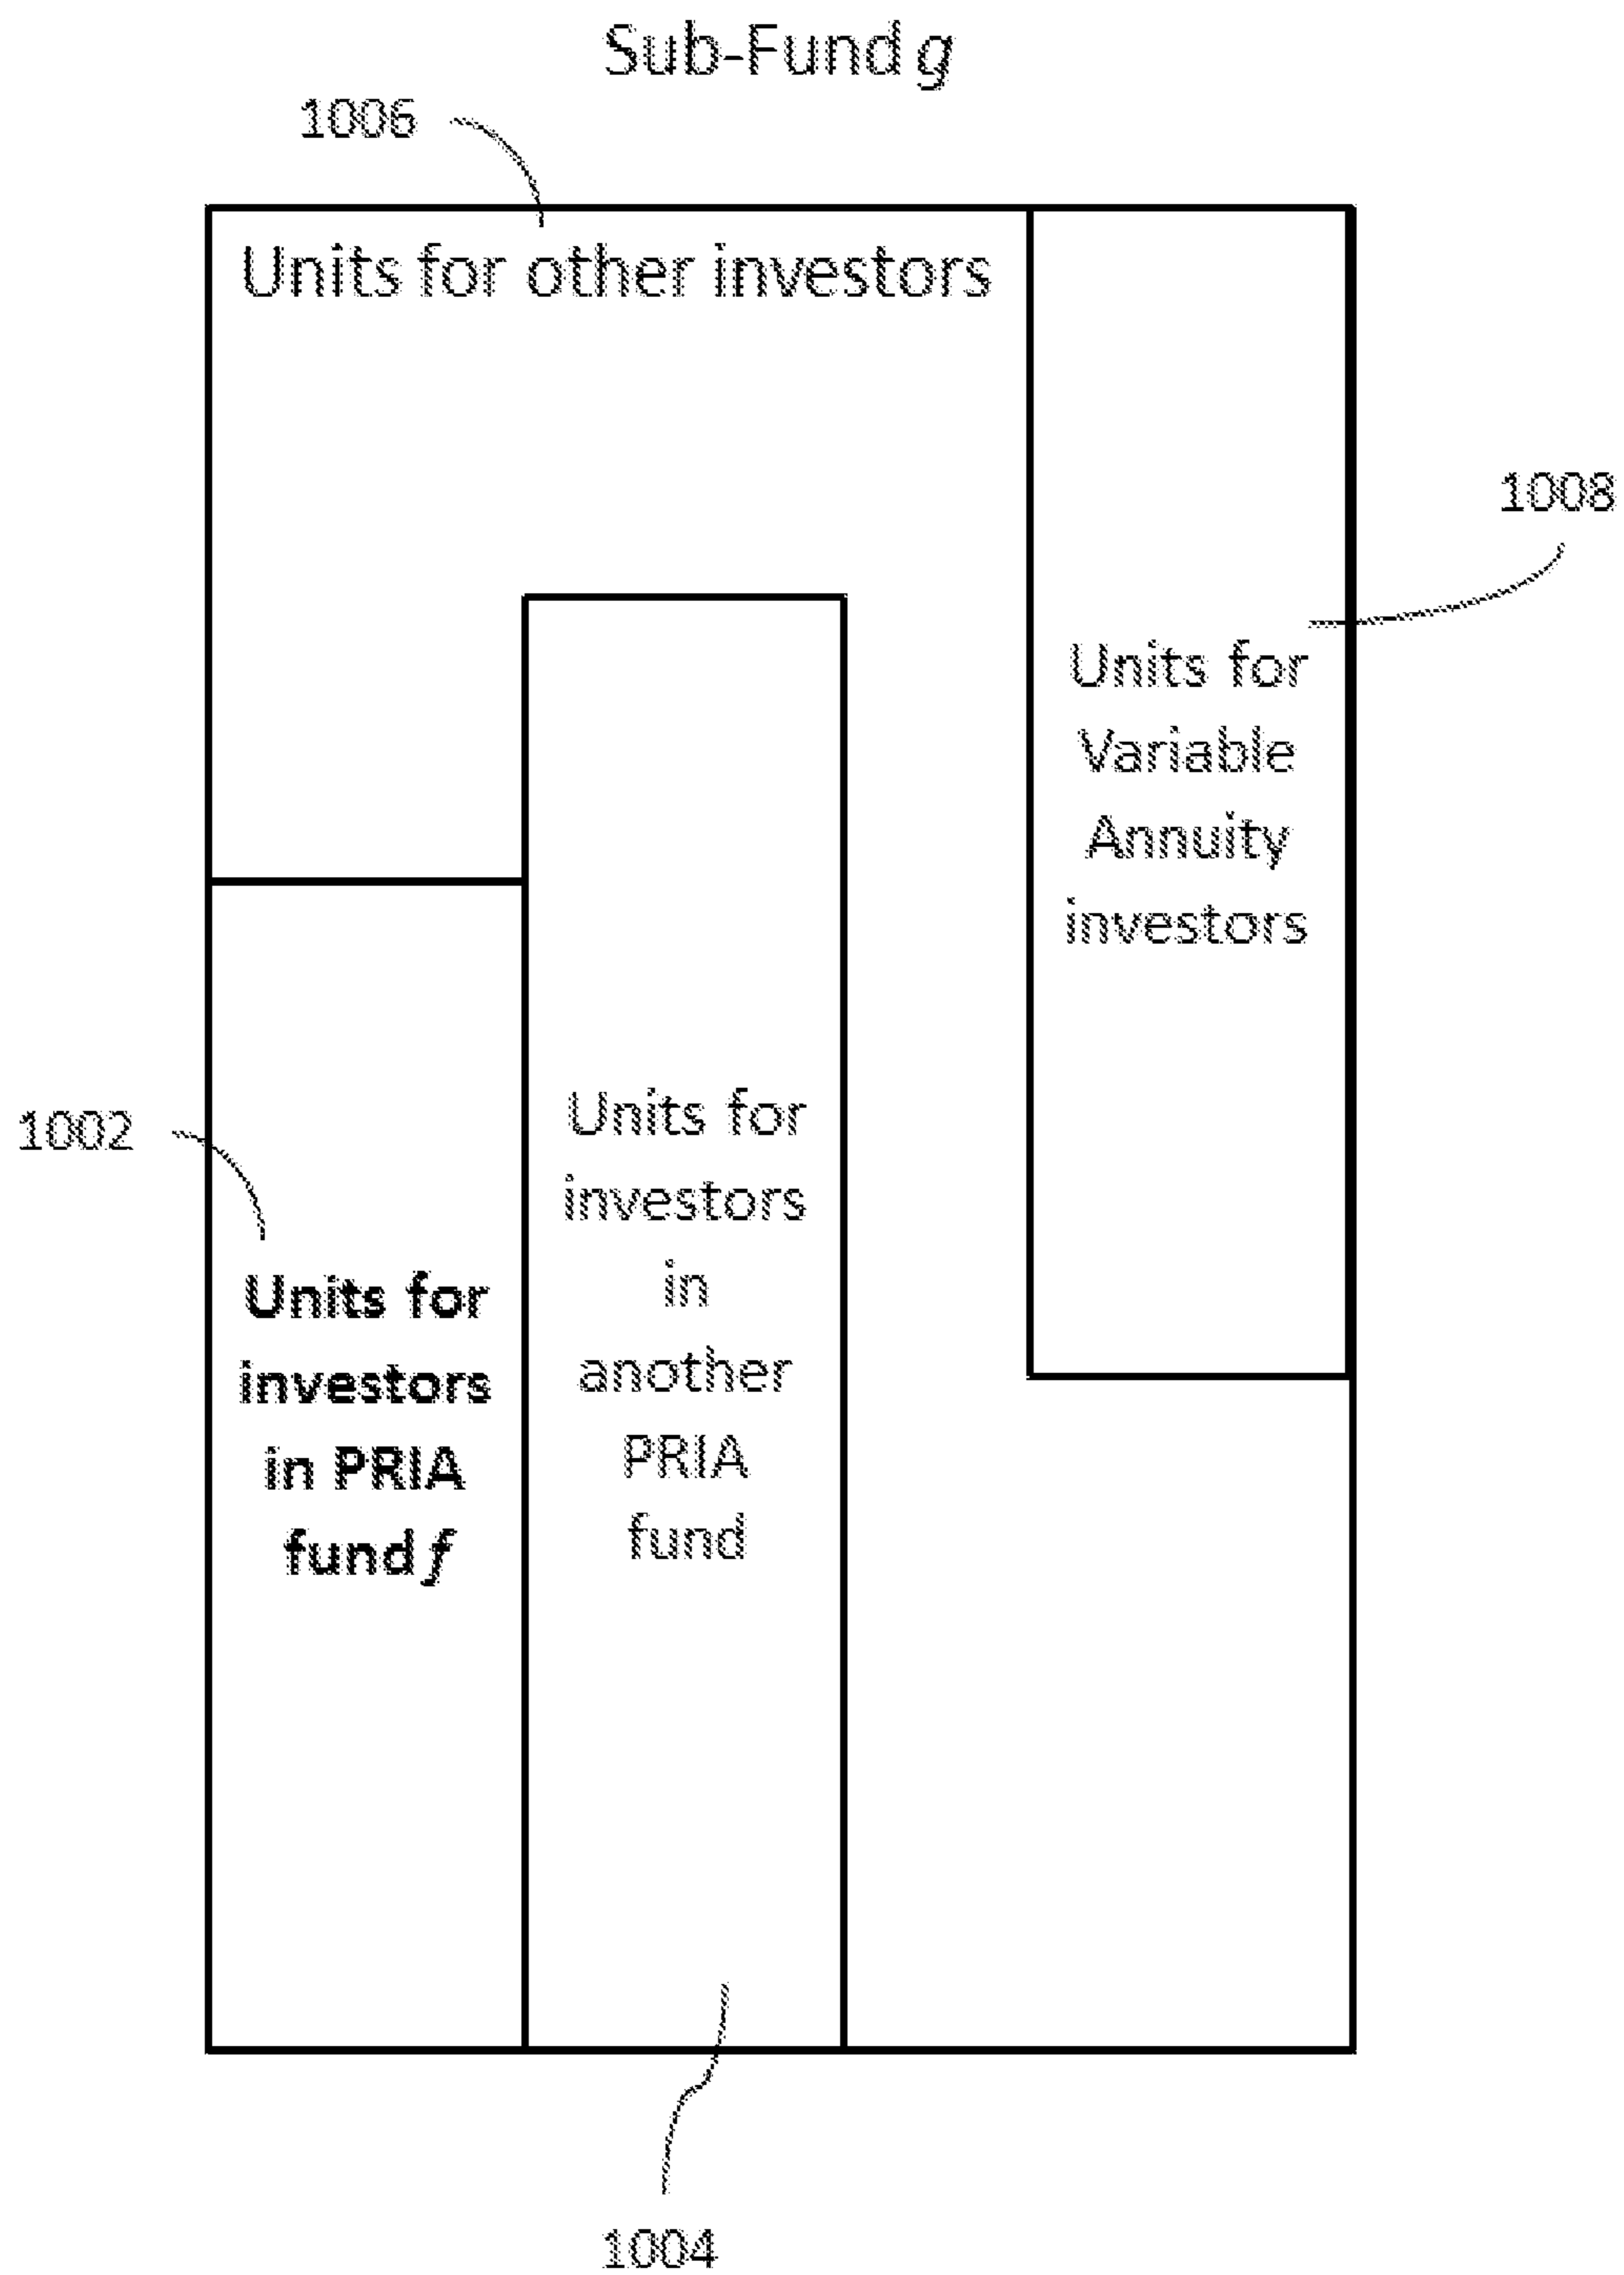 Sub-Fund g
1006
Units for other investors
1008
Units for
Variable
Annuity
investors
1002
Units for
investors
in PRIA
fund f
Units for
investors
in
another
PRIA
fund
1004